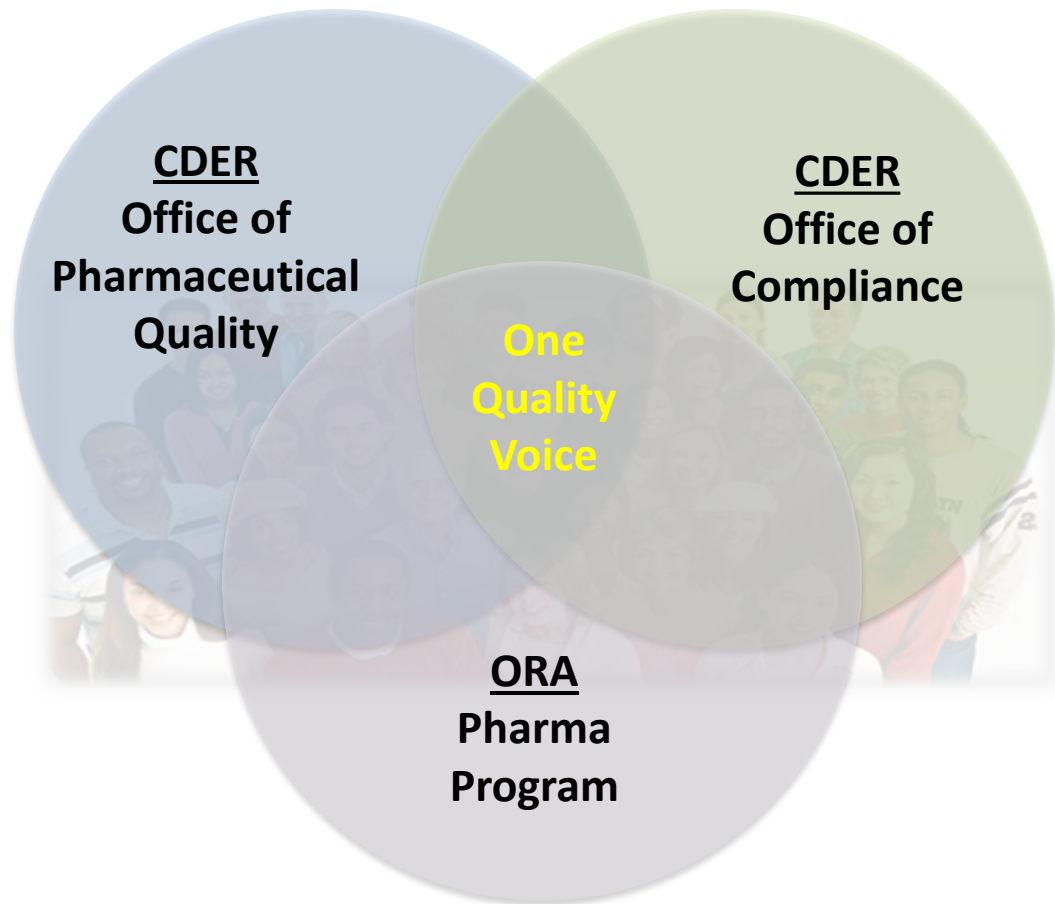 CDER
Office of
Pharmaceutical
Quality
CDER
Office of
Compliance
One
Quality
Voice
ORA
Pharma
Program